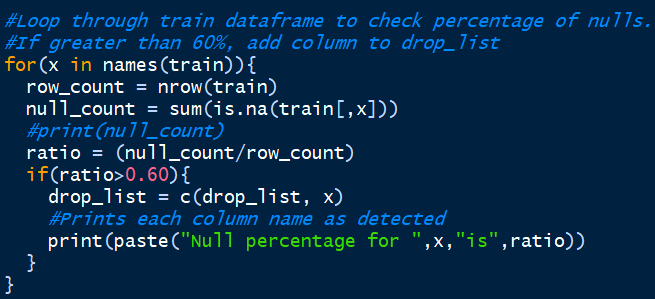 #Loop through train dataframe to check percentage of nulls.
#If greater than 60%, add column to drop_list
for(x in names(train)){
  row_count = nrow(train)
  null_count = sum(is.na(train[,x]))
  #print(null_count)
  ratio = (null_count/row_count)
  if(ratio>0.60){
    drop_list = c(drop_list, x)
    #Prints each column name as detected
    print(paste("Null percentage for ",x,"is",ratio))
  }
}